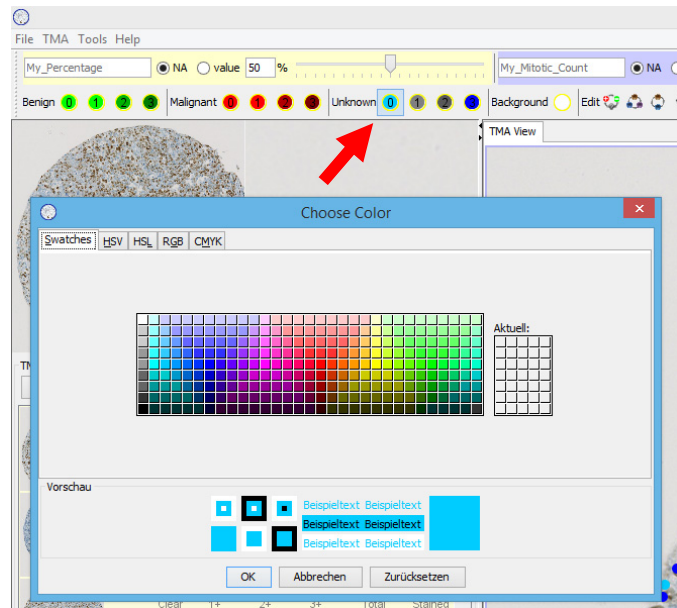 File TMA Tools Help
My_Percentage NA value 50 % My_Mitotic_Count NA
Benign 0 1 2 3 Malignant 0 1 2 3 Unknown 0 1 2 3 Background Edit
TMA View
Choose Color
Swatches HSV HSL RGB CMYK
Aktuell:
Vorschau
Beispieltext Beispieltext
Beispieltext Beispieltext
Beispieltext Beispieltext
OK Abbrechen Zurücksetzen
Clear 1+ 2+ 3+ Total Stained